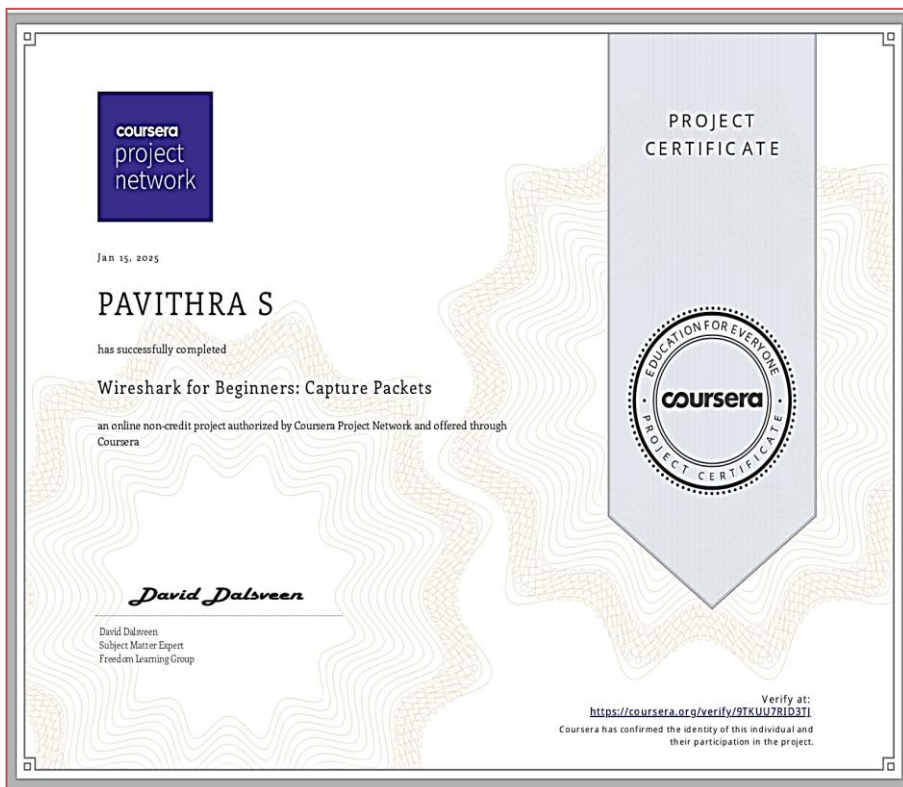 coursera
project
network
Jan 15, 2025
PAVITHRA S
has successfully completed
Wireshark for Beginners: Capture Packets
an online non-credit project authorized by Coursera Project Network and offered through
Coursera
David Dalsveen
David Dalsveen
Subject Matter Expert
Freedom Learning Group
PROJECT
CERTIFICATE
EDUCATION FOR EVERYONE
coursera
PROJECT CERTIFICATE
Verify at:
https://coursera.org/verify/9TKUU7RID3TJ
Coursera has confirmed the identity of this individual and
their participation in the project.